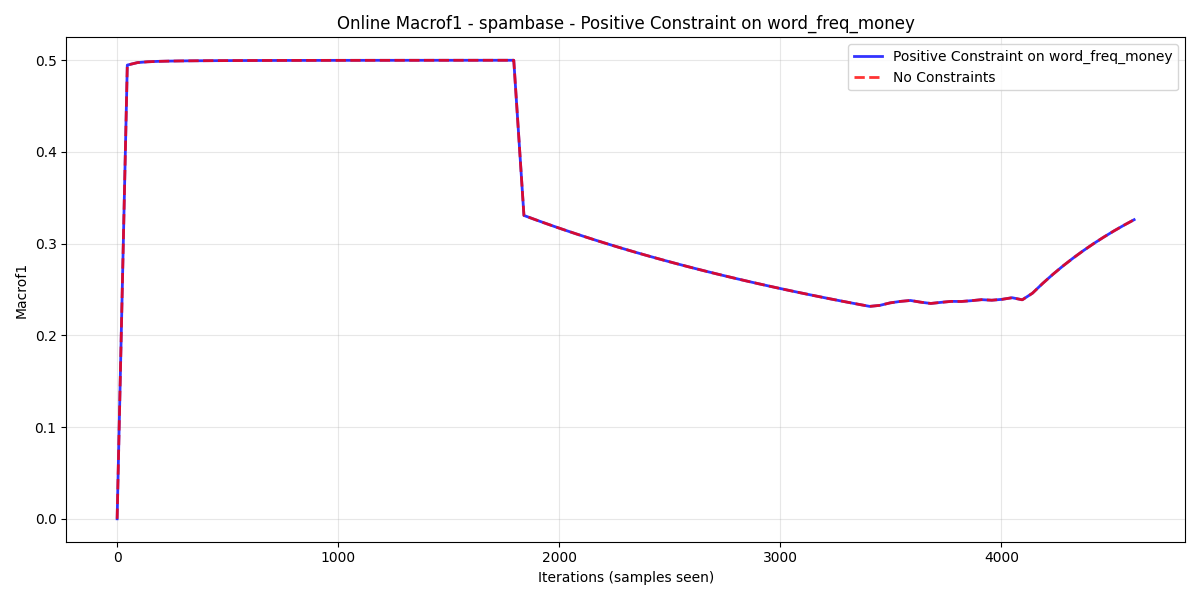 Online Macrof1 - spambase - Positive Constraint on word_freq_money
Positive Constraint on word_freq_money
No Constraints
Macrof1
0.5
0.4
0.3
0.2
0.1
0.0
0 1000 2000 3000 4000
Iterations (samples seen)